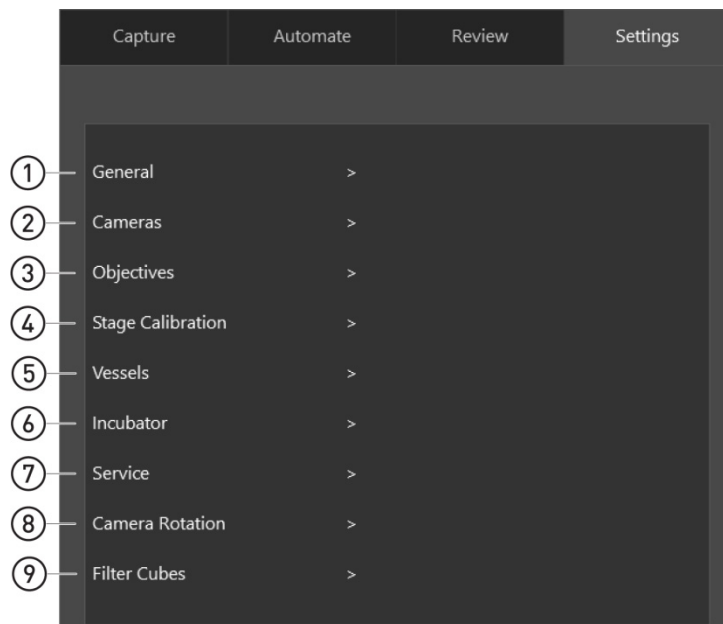 Capture Automate Review Settings
1 General >
2 Cameras >
3 Objectives >
4 Stage Calibration >
5 Vessels >
6 Incubator >
7 Service >
8 Camera Rotation >
9 Filter Cubes >